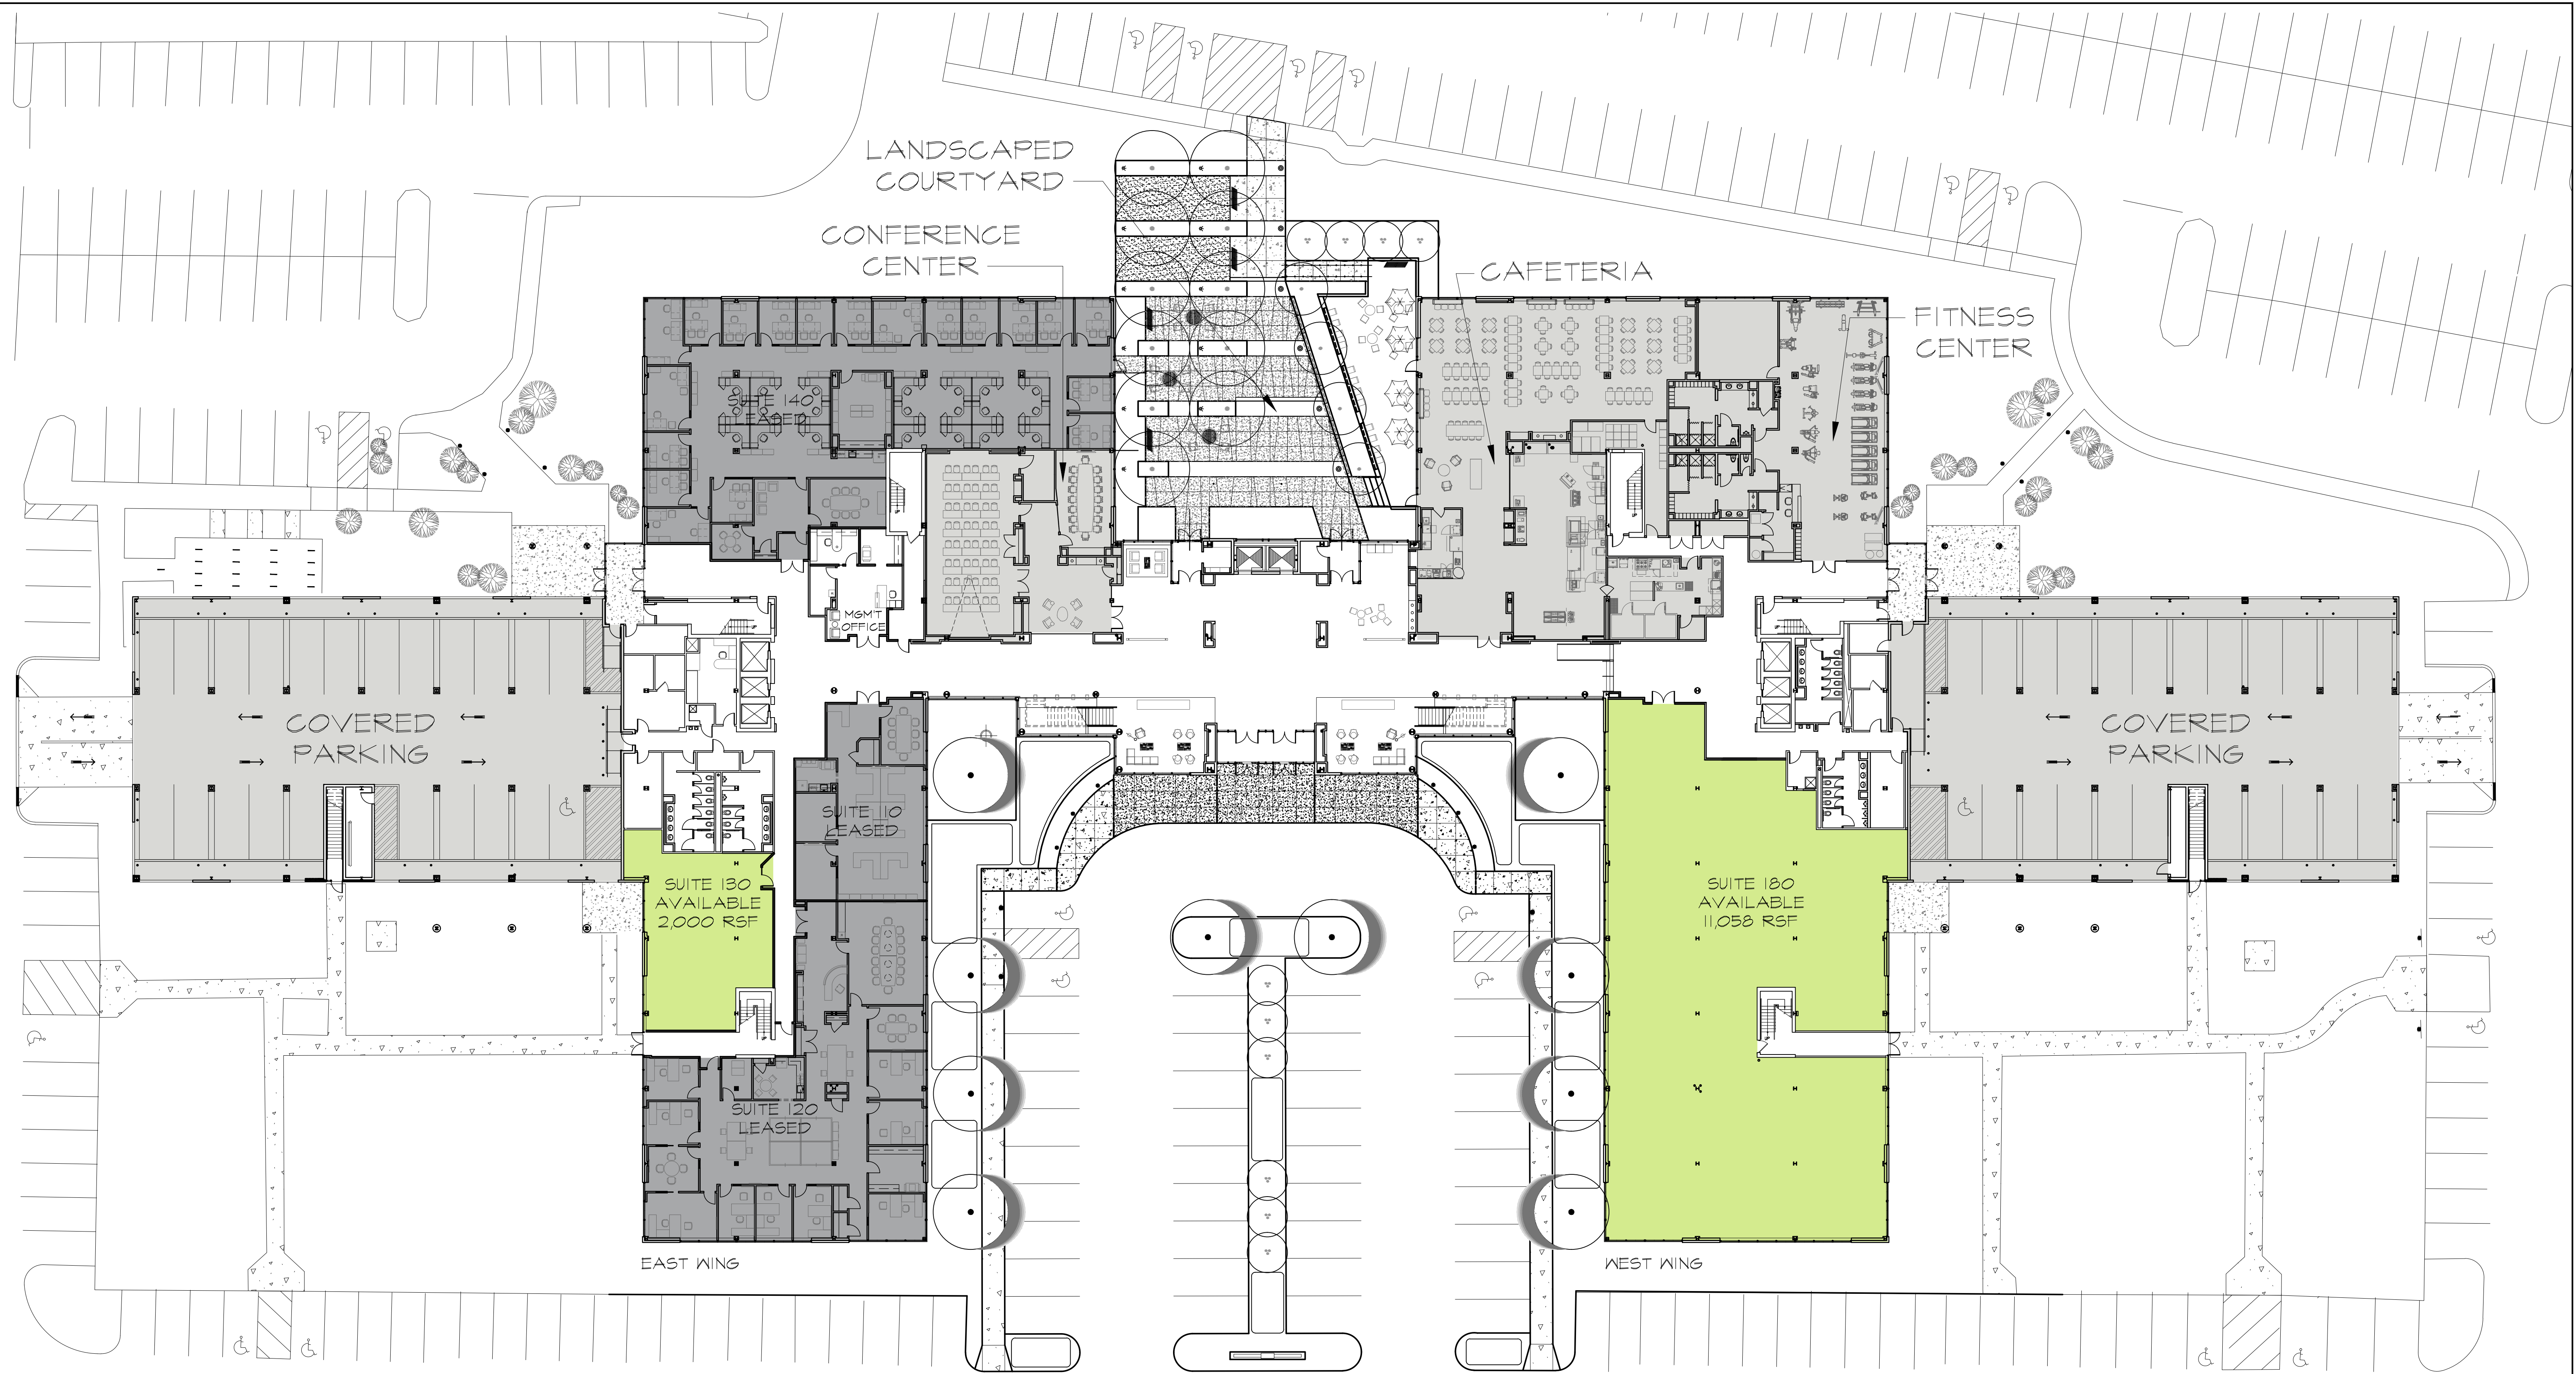 LANDSCAPED
COURTYARD
CONFERENCE
CENTER
CAFETERIA
FITNESS
CENTER
SUITE 140
LEASED
MGMT
OFFICE
COVERED
PARKING
COVERED
PARKING
SUITE 110
LEASED
SUITE 130
AVAILABLE
2,000 RSF
SUITE 180
AVAILABLE
11,058 RSF
SUITE 120
LEASED
EAST WING
WEST WING